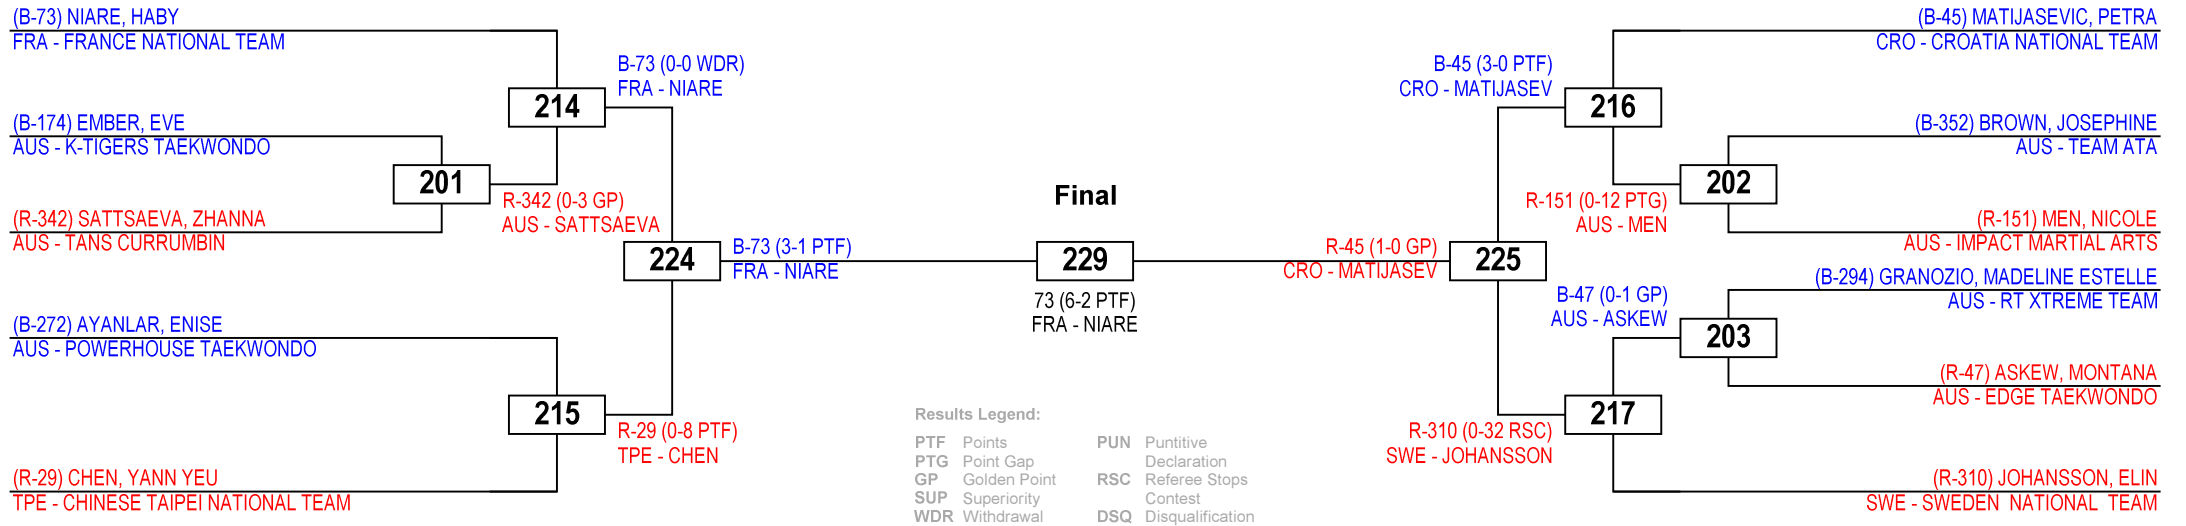 (B-73) NIARE, HABY
FRA - FRANCE NATIONAL TEAM
B-73 (0-0 WDR)
FRA - NIARE
214
(B-174) EMBER, EVE
AUS - K-TIGERS TAEKWONDO
201
R-342 (0-3 GP)
AUS - SATTSAEVA
(R-342) SATTSAEVA, ZHANNA
AUS - TANS CURRUMBIN
224
B-73 (3-1 PTF)
FRA - NIARE
(B-272) AYANLAR, ENISE
AUS - POWERHOUSE TAEKWONDO
215
R-29 (0-8 PTF)
TPE - CHEN
(R-29) CHEN, YANN YEU
TPE - CHINESE TAIPEI NATIONAL TEAM
Final
229
73 (6-2 PTF)
FRA - NIARE
(B-45) MATIJASEVIC, PETRA
CRO - CROATIA NATIONAL TEAM
B-45 (3-0 PTF)
CRO - MATIJASEV
216
(B-352) BROWN, JOSEPHINE
AUS - TEAM ATA
202
R-151 (0-12 PTG)
AUS - MEN
(R-151) MEN, NICOLE
AUS - IMPACT MARTIAL ARTS
R-45 (1-0 GP)
CRO - MATIJASEV
225
(B-294) GRANOZIO, MADELINE ESTELLE
AUS - RT XTREME TEAM
B-47 (0-1 GP)
AUS - ASKEW
203
(R-47) ASKEW, MONTANA
AUS - EDGE TAEKWONDO
217
R-310 (0-32 RSC)
SWE - JOHANSSON
(R-310) JOHANSSON, ELIN
SWE - SWEDEN NATIONAL TEAM
Results Legend:
PTF Points
PTG Point Gap
GP Golden Point
SUP Superiority
WDR Withdrawal
PUN Puntitive
Declaration
RSC Referee Stops
Contest
DSQ Disqualification